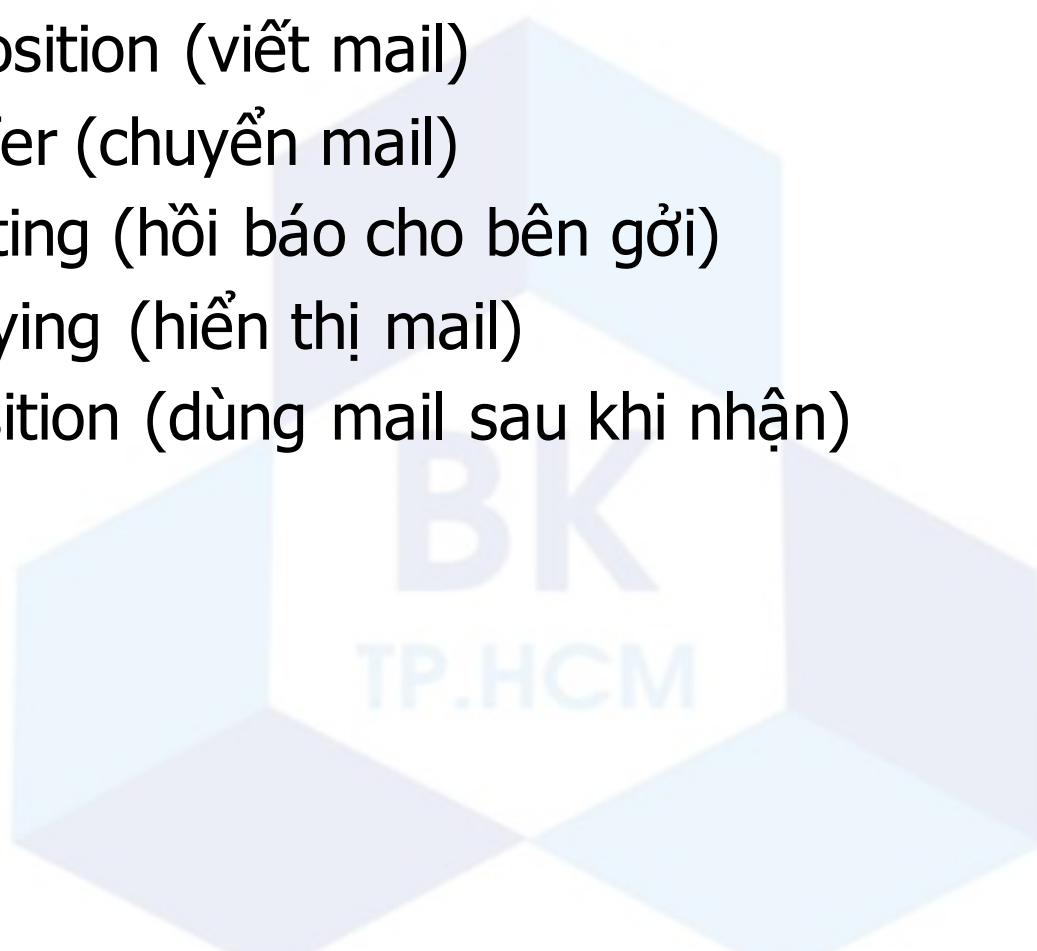 osition (viết mail)
er (chuyển mail)
ting (hồi báo cho bên gởi)
ying (hiển thị mail)
sition (dùng mail sau khi nhận)
BK
TP.HCM